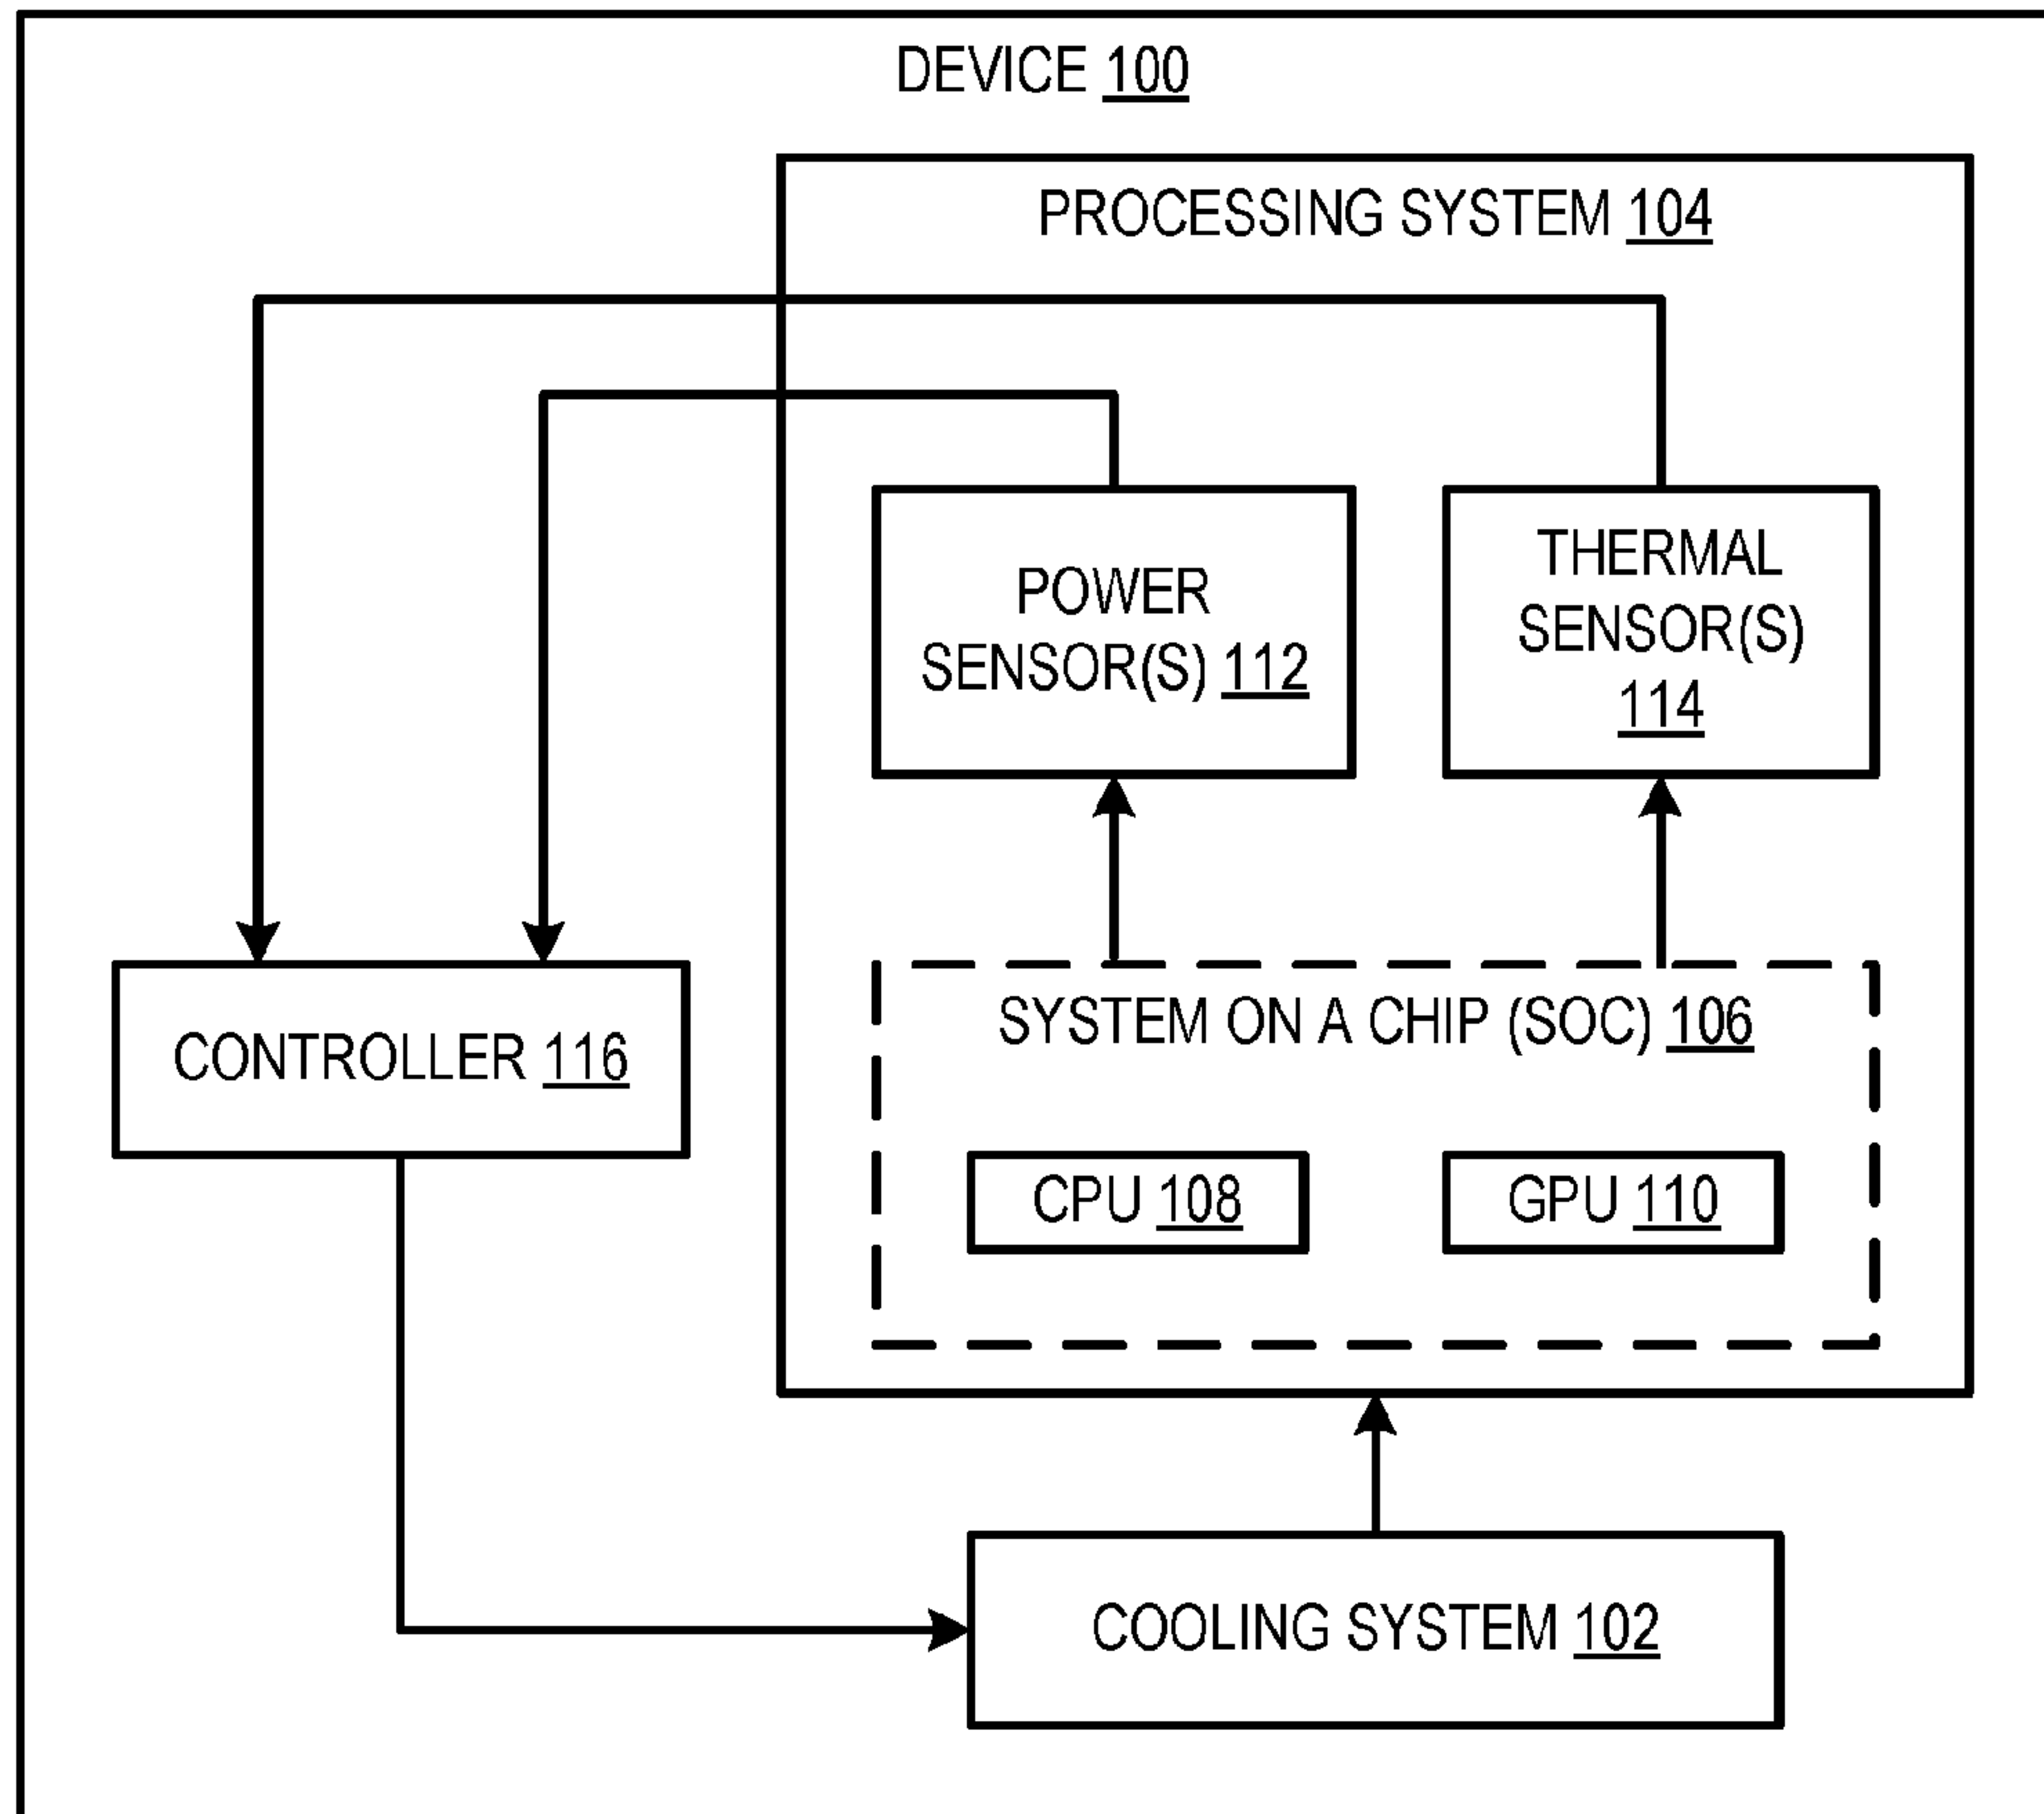 DEVICE 100
PROCESSING SYSTEM 104
POWER
SENSOR(S) 112
THERMAL
SENSOR(S)
114
CONTROLLER 116
SYSTEM ON A CHIP (SOC) 106
CPU 108
GPU 110
COOLING SYSTEM 102